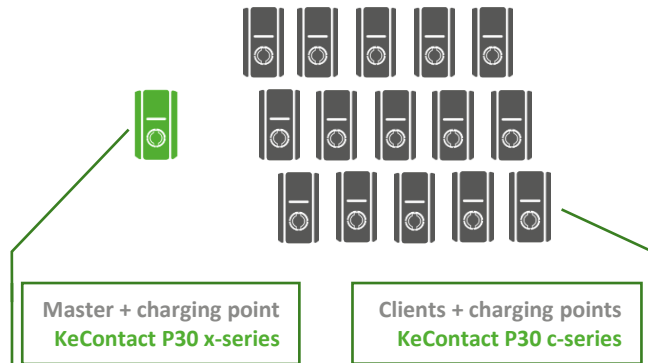 Master + charging point
KeContact P30 x-series
Clients + charging points
KeContact P30 c-series